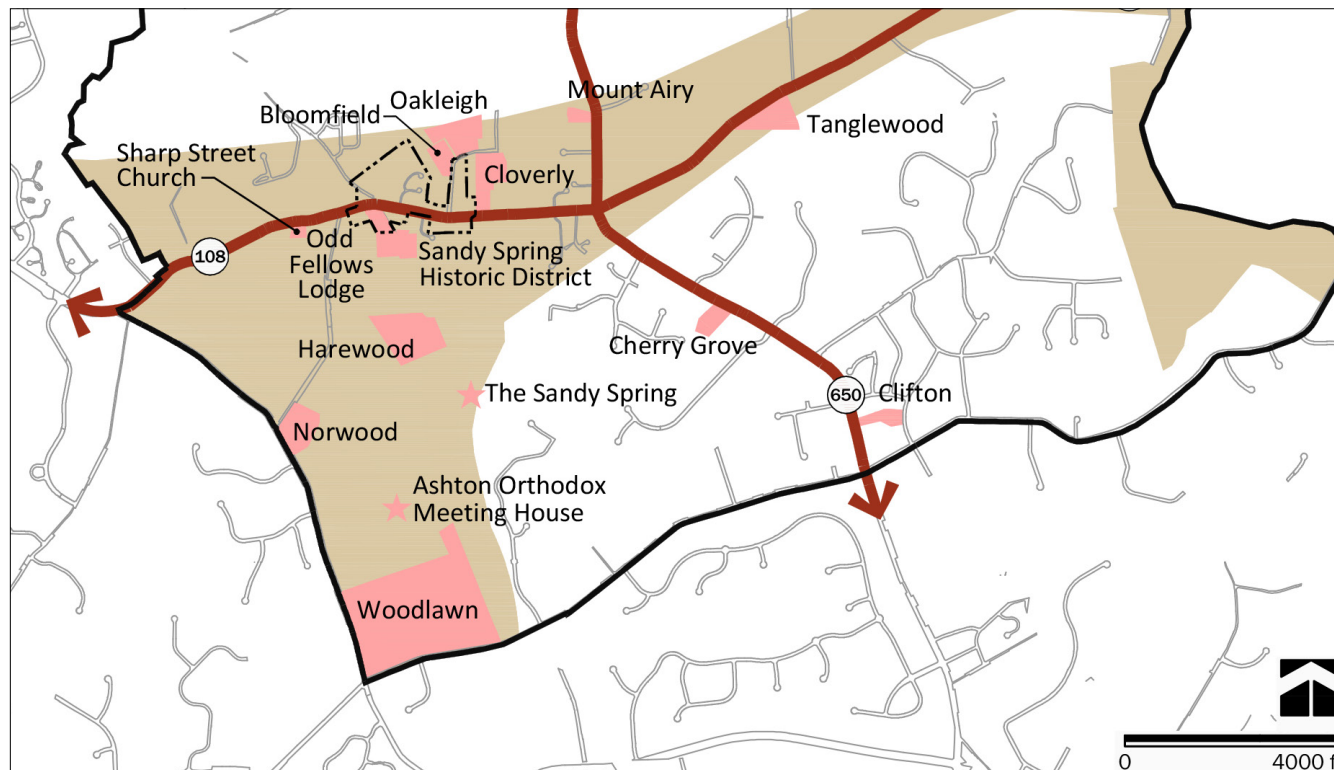 Mount Airy
Oakleigh
Bloomfield
Tanglewood
Sharp Street
Church
Cloverly
Odd
Fellows
Lodge
Sandy Spring
Historic District
108
Harewood
Cherry Grove
The Sandy Spring
650
Clifton
Norwood
Ashton Orthodox
Meeting House
Woodlawn
0
4000 f